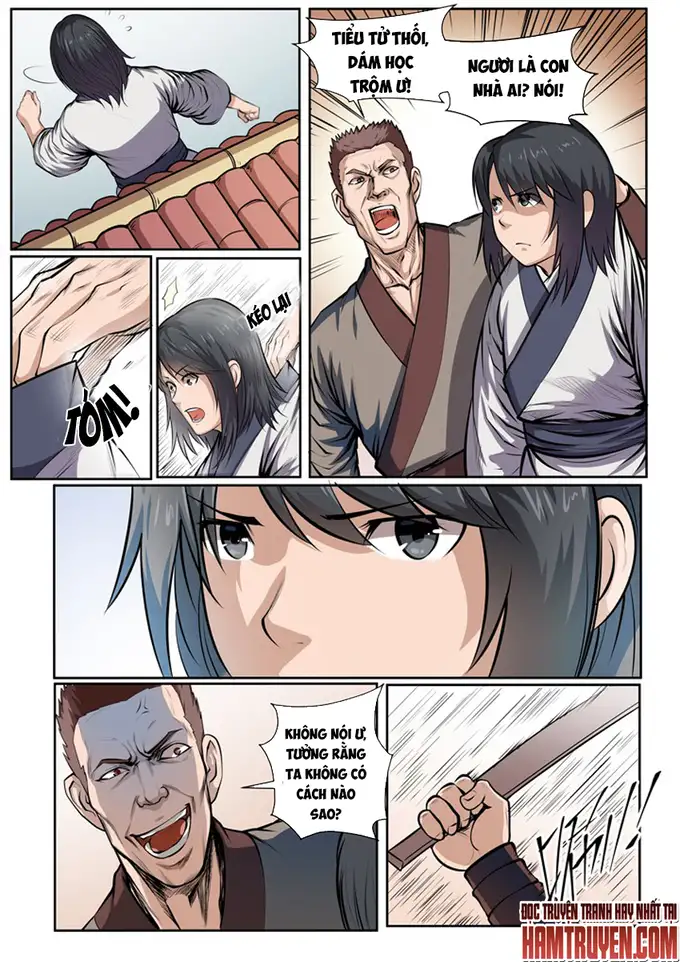 TIỂU TỬ THỐI,
DÁM HỌC
TRỘM Ư!
NGƯƠI LÀ CON
NHÀ AI? NÓI!
TÓM!
KÉO LẠI
KHÔNG NÓI Ư,
TƯỞNG RẰNG
TA KHÔNG CÓ
CÁCH NÀO
SAO?
ĐỌC TRUYỆN TRANH HAY NHẤT TẠI
HAMTRUYEN.COM